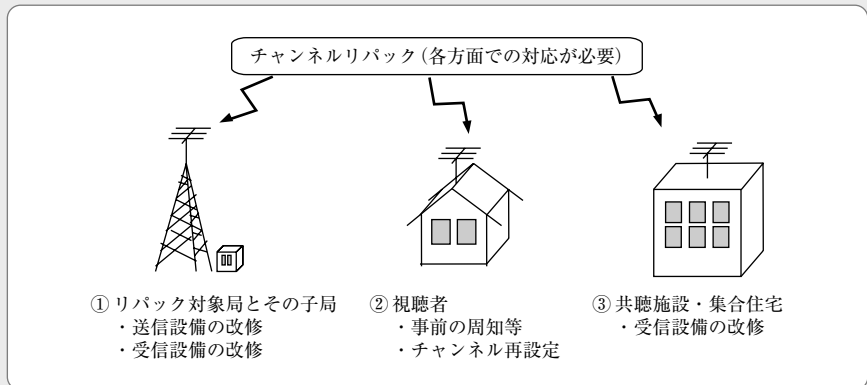 チャンネルリパック(各方面での対応が必要)
① リパック対象局とその子局
・送信設備の改修
・受信設備の改修
② 視聴者
・事前の周知等
・チャンネル再設定
③ 共聴施設・集合住宅
・受信設備の改修